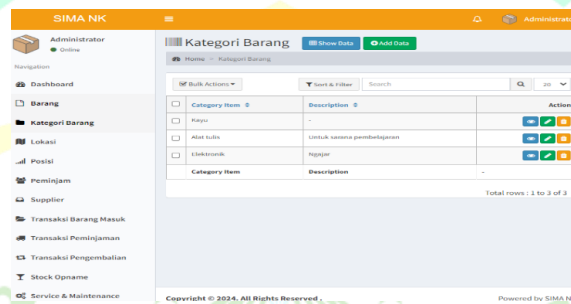 SIMA NK
Administrator
Administrator
Online
Navigation
Dashboard
Barang
Kategori Barang
Lokasi
Posisi
Peminjam
Supplier
Transaksi Barang Masuk
Transaksi Peminjaman
Transaksi Pengembalian
Stock Opname
Service & Maintenance
Kategori Barang
Show Data
Add Data
Home
Kategori Barang
Bulk Actions
Sort & Filter
Search
20
Category Item
Description
Action
Kayu
-
Alat tulis
Untuk sarana pembelajaran
Elektronik
Ngajar
Category Item
Description
-
Total rows : 1 to 3 of 3
Copyright © 2024. All Rights Reserved .
Powered by SIMA N